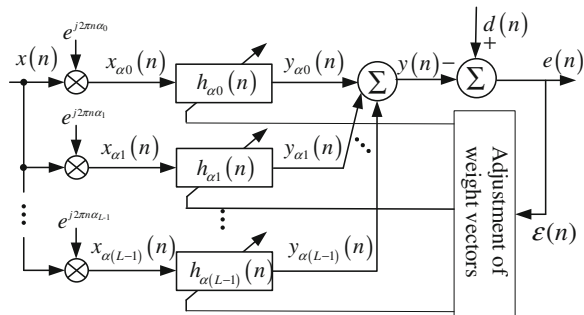 e^{j2πnα_0}
d(n)
x(n)
x_{α0}(n)
h_{α0}(n)
y_{α0}(n)
Σ
y(n)
−
+
Σ
e(n)
e^{j2πnα_1}
x_{α1}(n)
h_{α1}(n)
y_{α1}(n)
Adjustment of
weight vectors
ε(n)
e^{j2πnα_{L-1}}
x_{α(L−1)}(n)
h_{α(L−1)}(n)
y_{α(L−1)}(n)